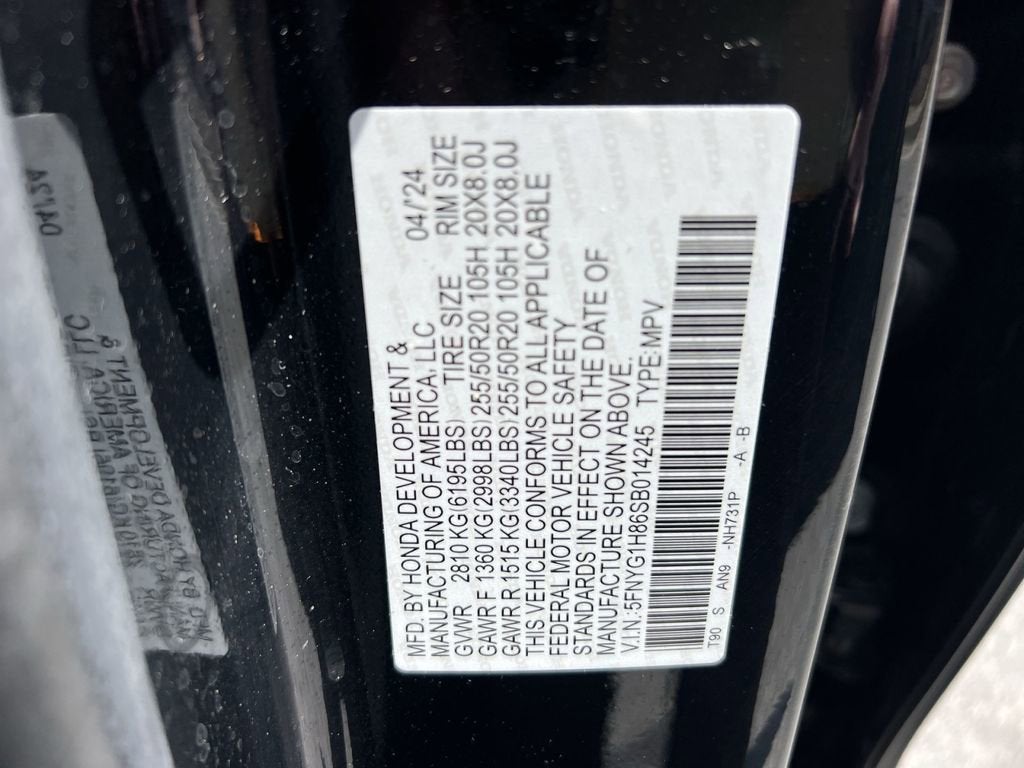 MFD. BY HONDA DEVELOPMENT &
MANUFACTURING OF AMERICA, LLC 04/'24
GVWR 2810 KG(6195LBS) TIRE SIZE RIM SIZE
GAWR F 1360 KG(2998LBS) 255/50R20 105H 20X8.0J
GAWR R 1515 KG(3340LBS) 255/50R20 105H 20X8.0J
THIS VEHICLE CONFORMS TO ALL APPLICABLE
FEDERAL MOTOR VEHICLE SAFETY
STANDARDS IN EFFECT ON THE DATE OF
MANUFACTURE SHOWN ABOVE.
V.I.N.:5FNYG1H86SB014245 TYPE:MPV
T90 S AN9 -NH731P -A -B